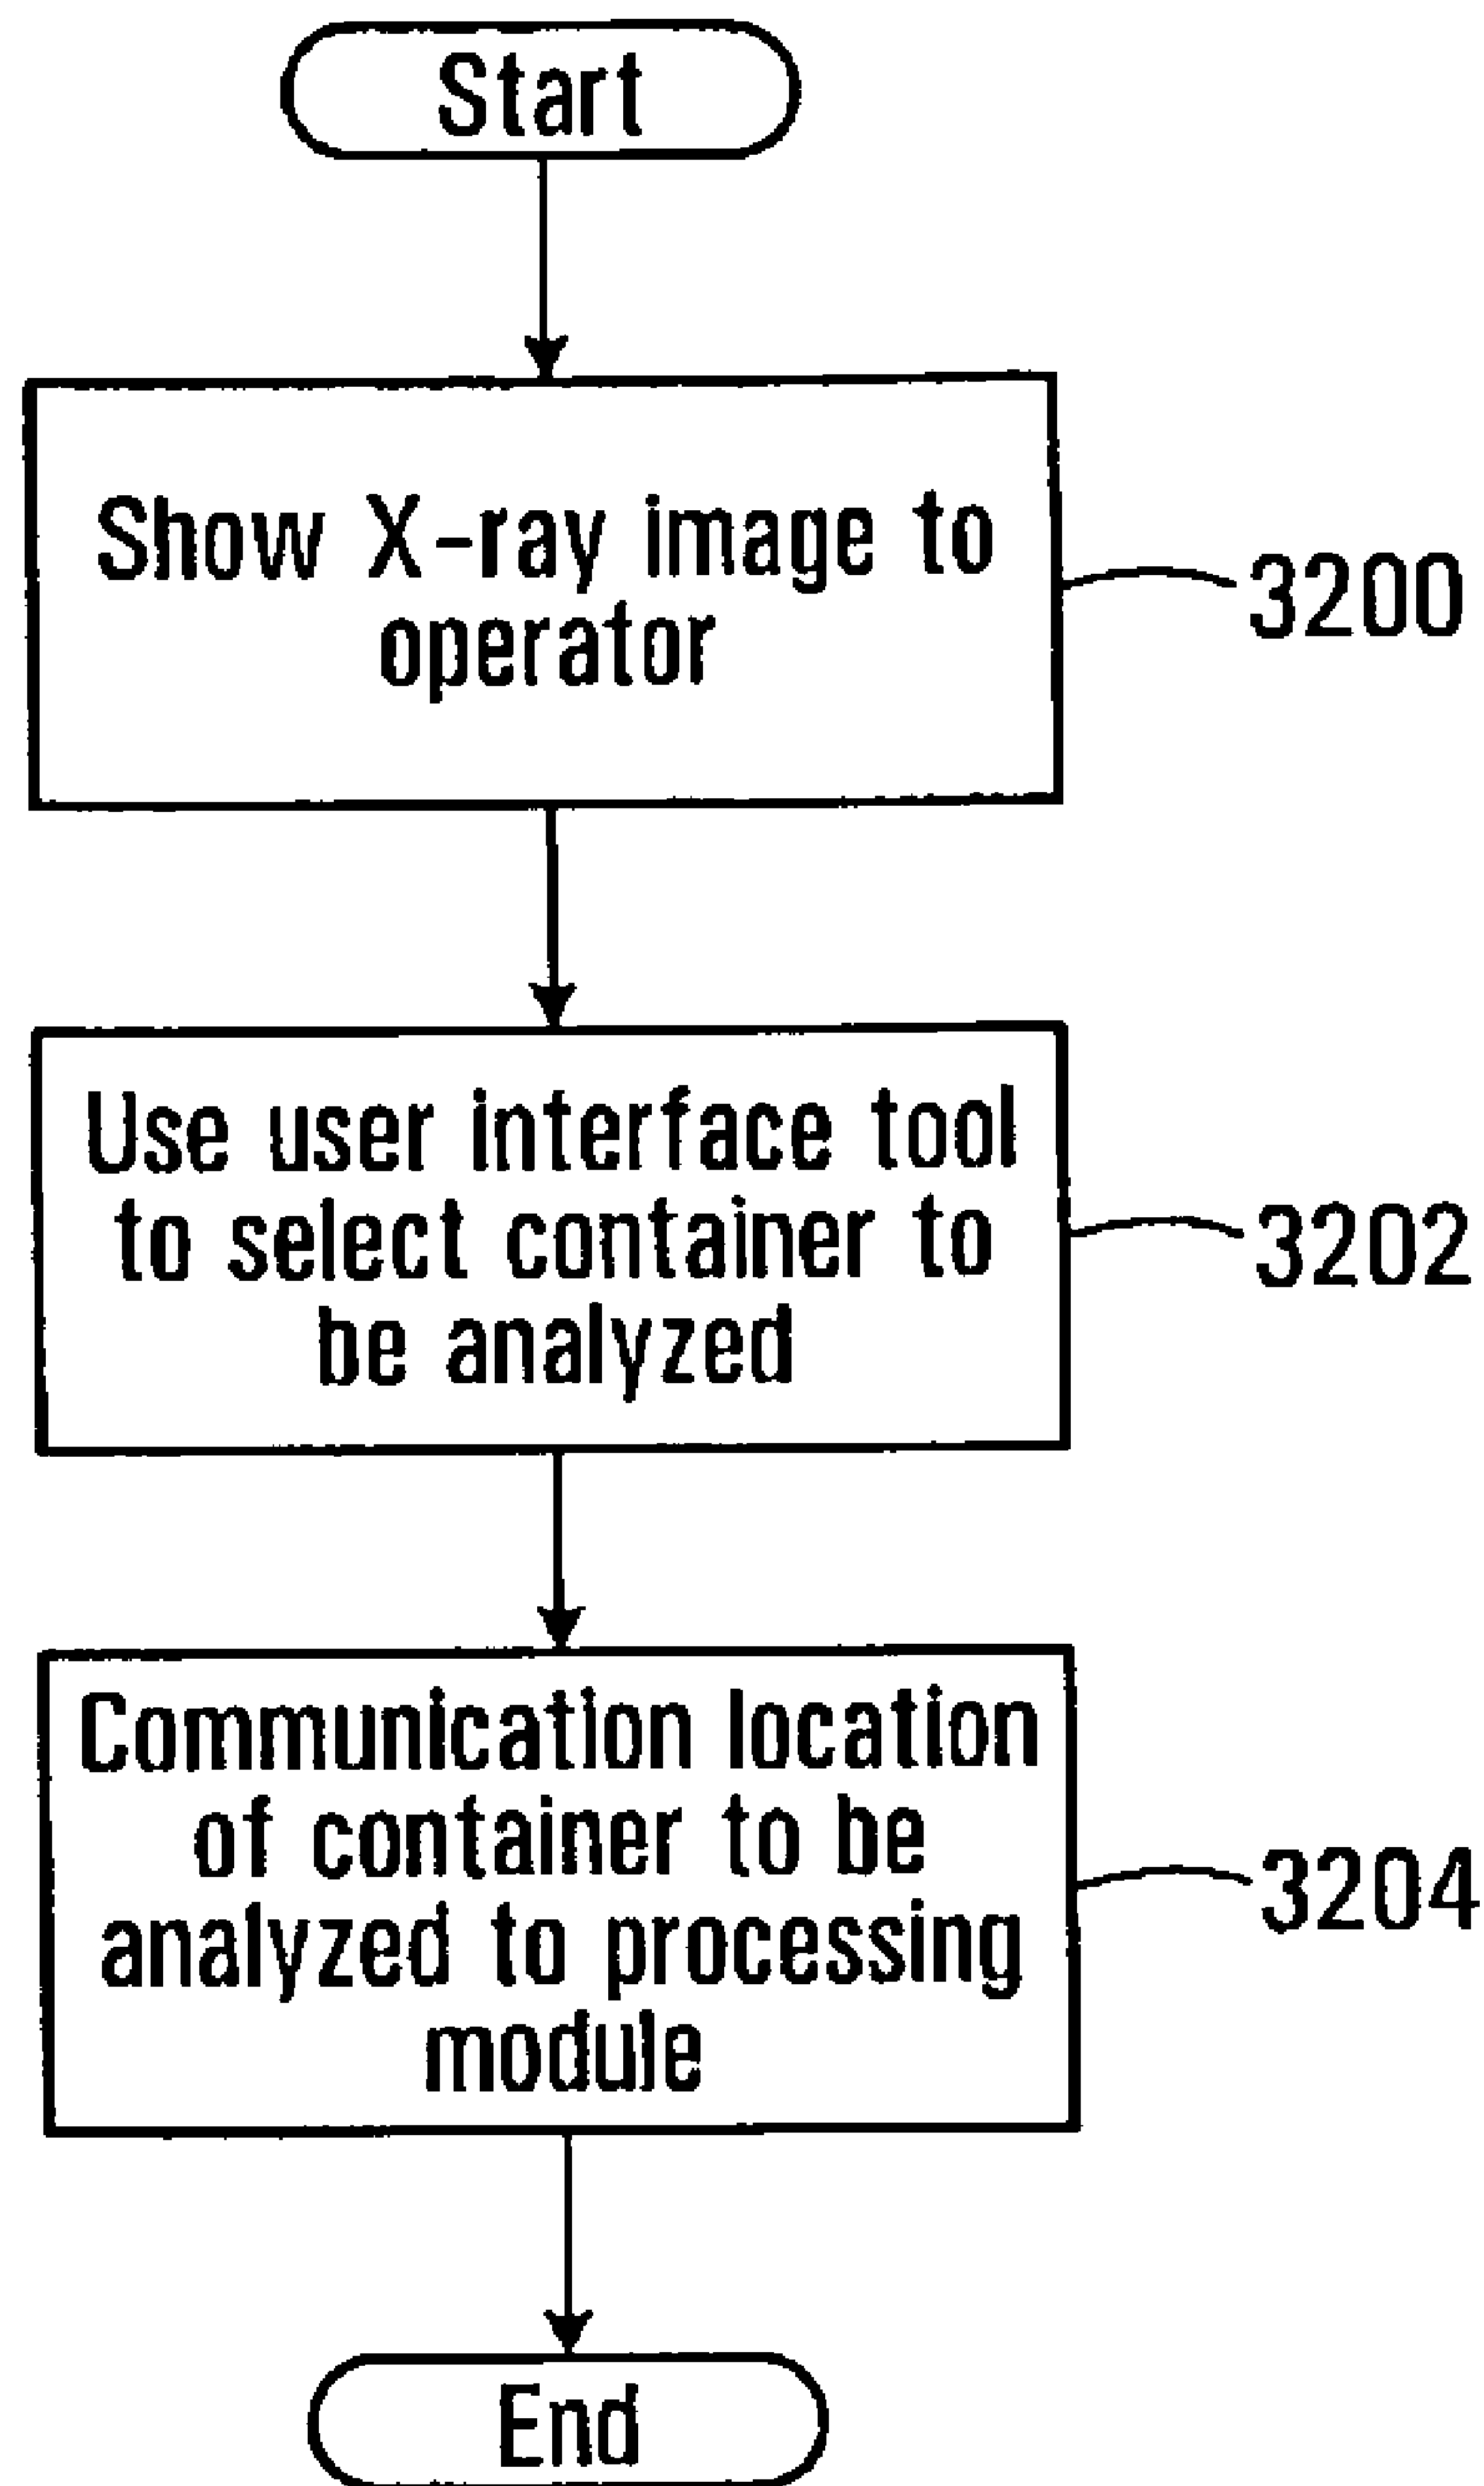 Start
Show X-ray image to
operator
3200
Use user interface tool
to select container to
be analyzed
3202
Communication location
of container to be
analyzed to processing
module
3204
End